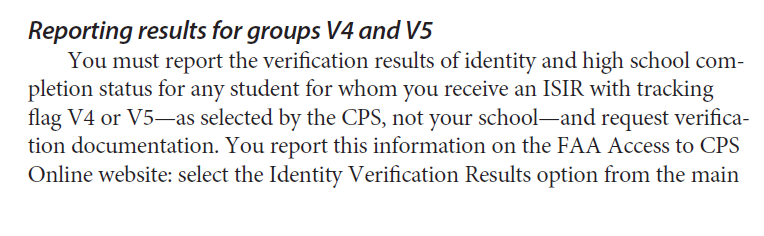 Reporting results for groups V4 and V5
You must report the verification results of identity and high school com-
pletion status for any student for whom you receive an ISIR with tracking
flag V4 or V5—as selected by the CPS, not your school—and request verifica-
tion documentation. You report this information on the FAA Access to CPS
Online website: select the Identity Verification Results option from the main